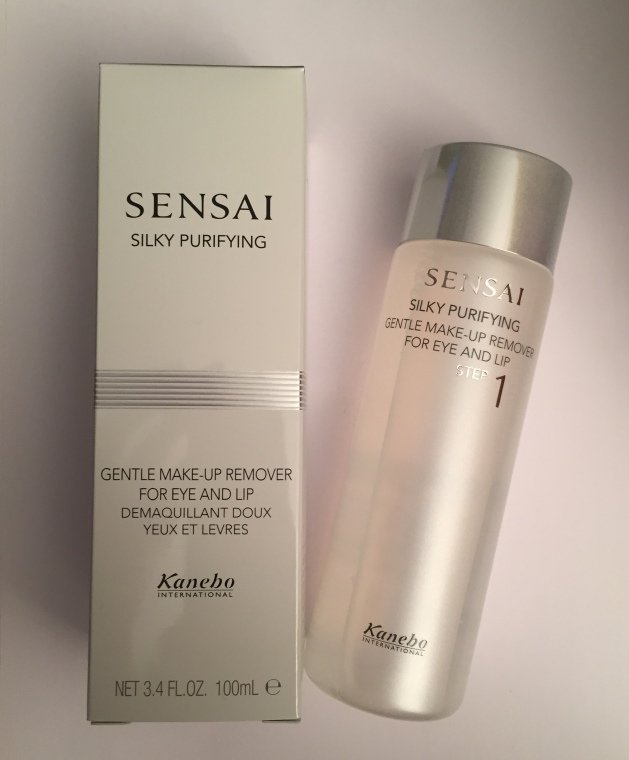 SENSAI
SILKY PURIFYING
GENTLE MAKE-UP REMOVER
FOR EYE AND LIP
DEMAQUILLANT DOUX
YEUX ET LEVRES
Kanebo
INTERNATIONAL
NET 3.4 FL.OZ. 100mL ℮
SENSAI
SILKY PURIFYING
GENTLE MAKE-UP REMOVER
FOR EYE AND LIP
STEP 1
Kanebo
INTERNATIONAL